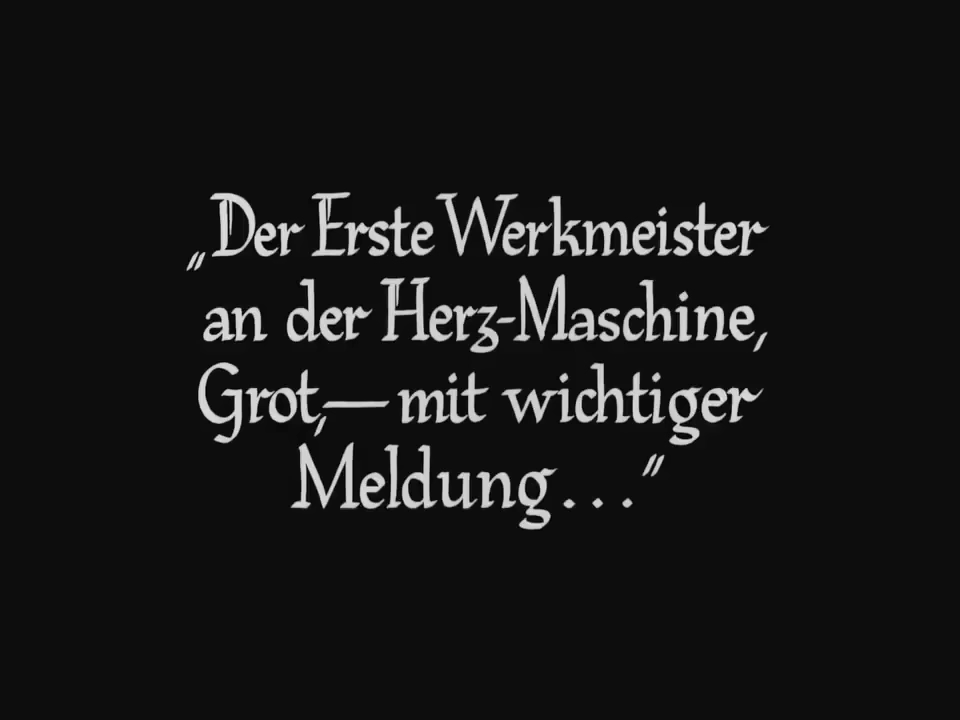 „Der Erste Werkmeister
an der Herz-Maschine,
Grot,—mit wichtiger
Meldung...”